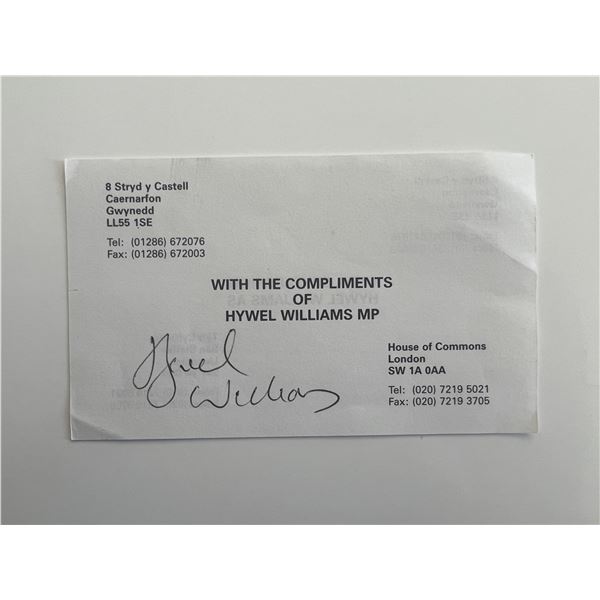 8 Stryd y Castell
Caernarfon
Gwynedd
LL55 1SE
Tel: (01286) 672076
Fax: (01286) 672003
WITH THE COMPLIMENTS
OF
HYWEL WILLIAMS MP
Hywel
Williams
House of Commons
London
SW 1A 0AA
Tel: (020) 7219 5021
Fax: (020) 7219 3705